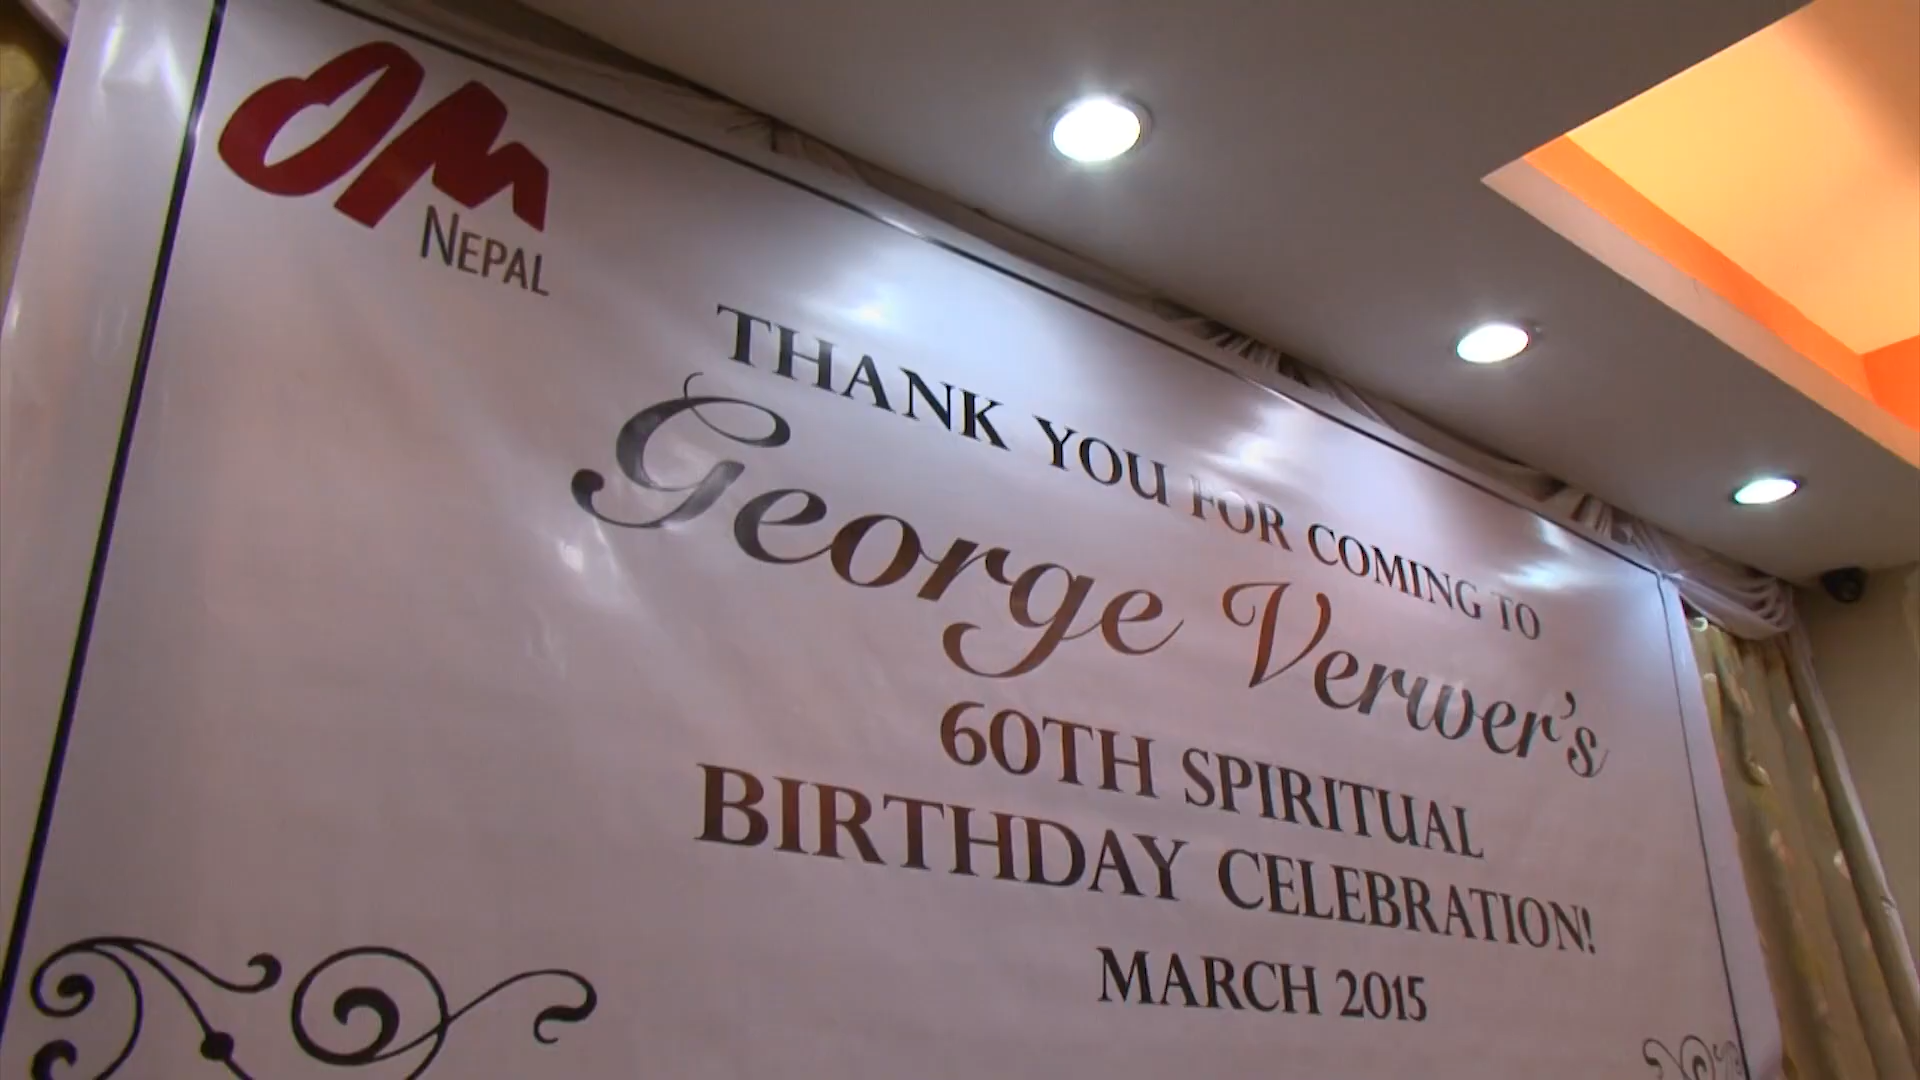 OM
NEPAL
THANK YOU FOR COMING TO
George Verwer's
60TH SPIRITUAL
BIRTHDAY CELEBRATION!
MARCH 2015